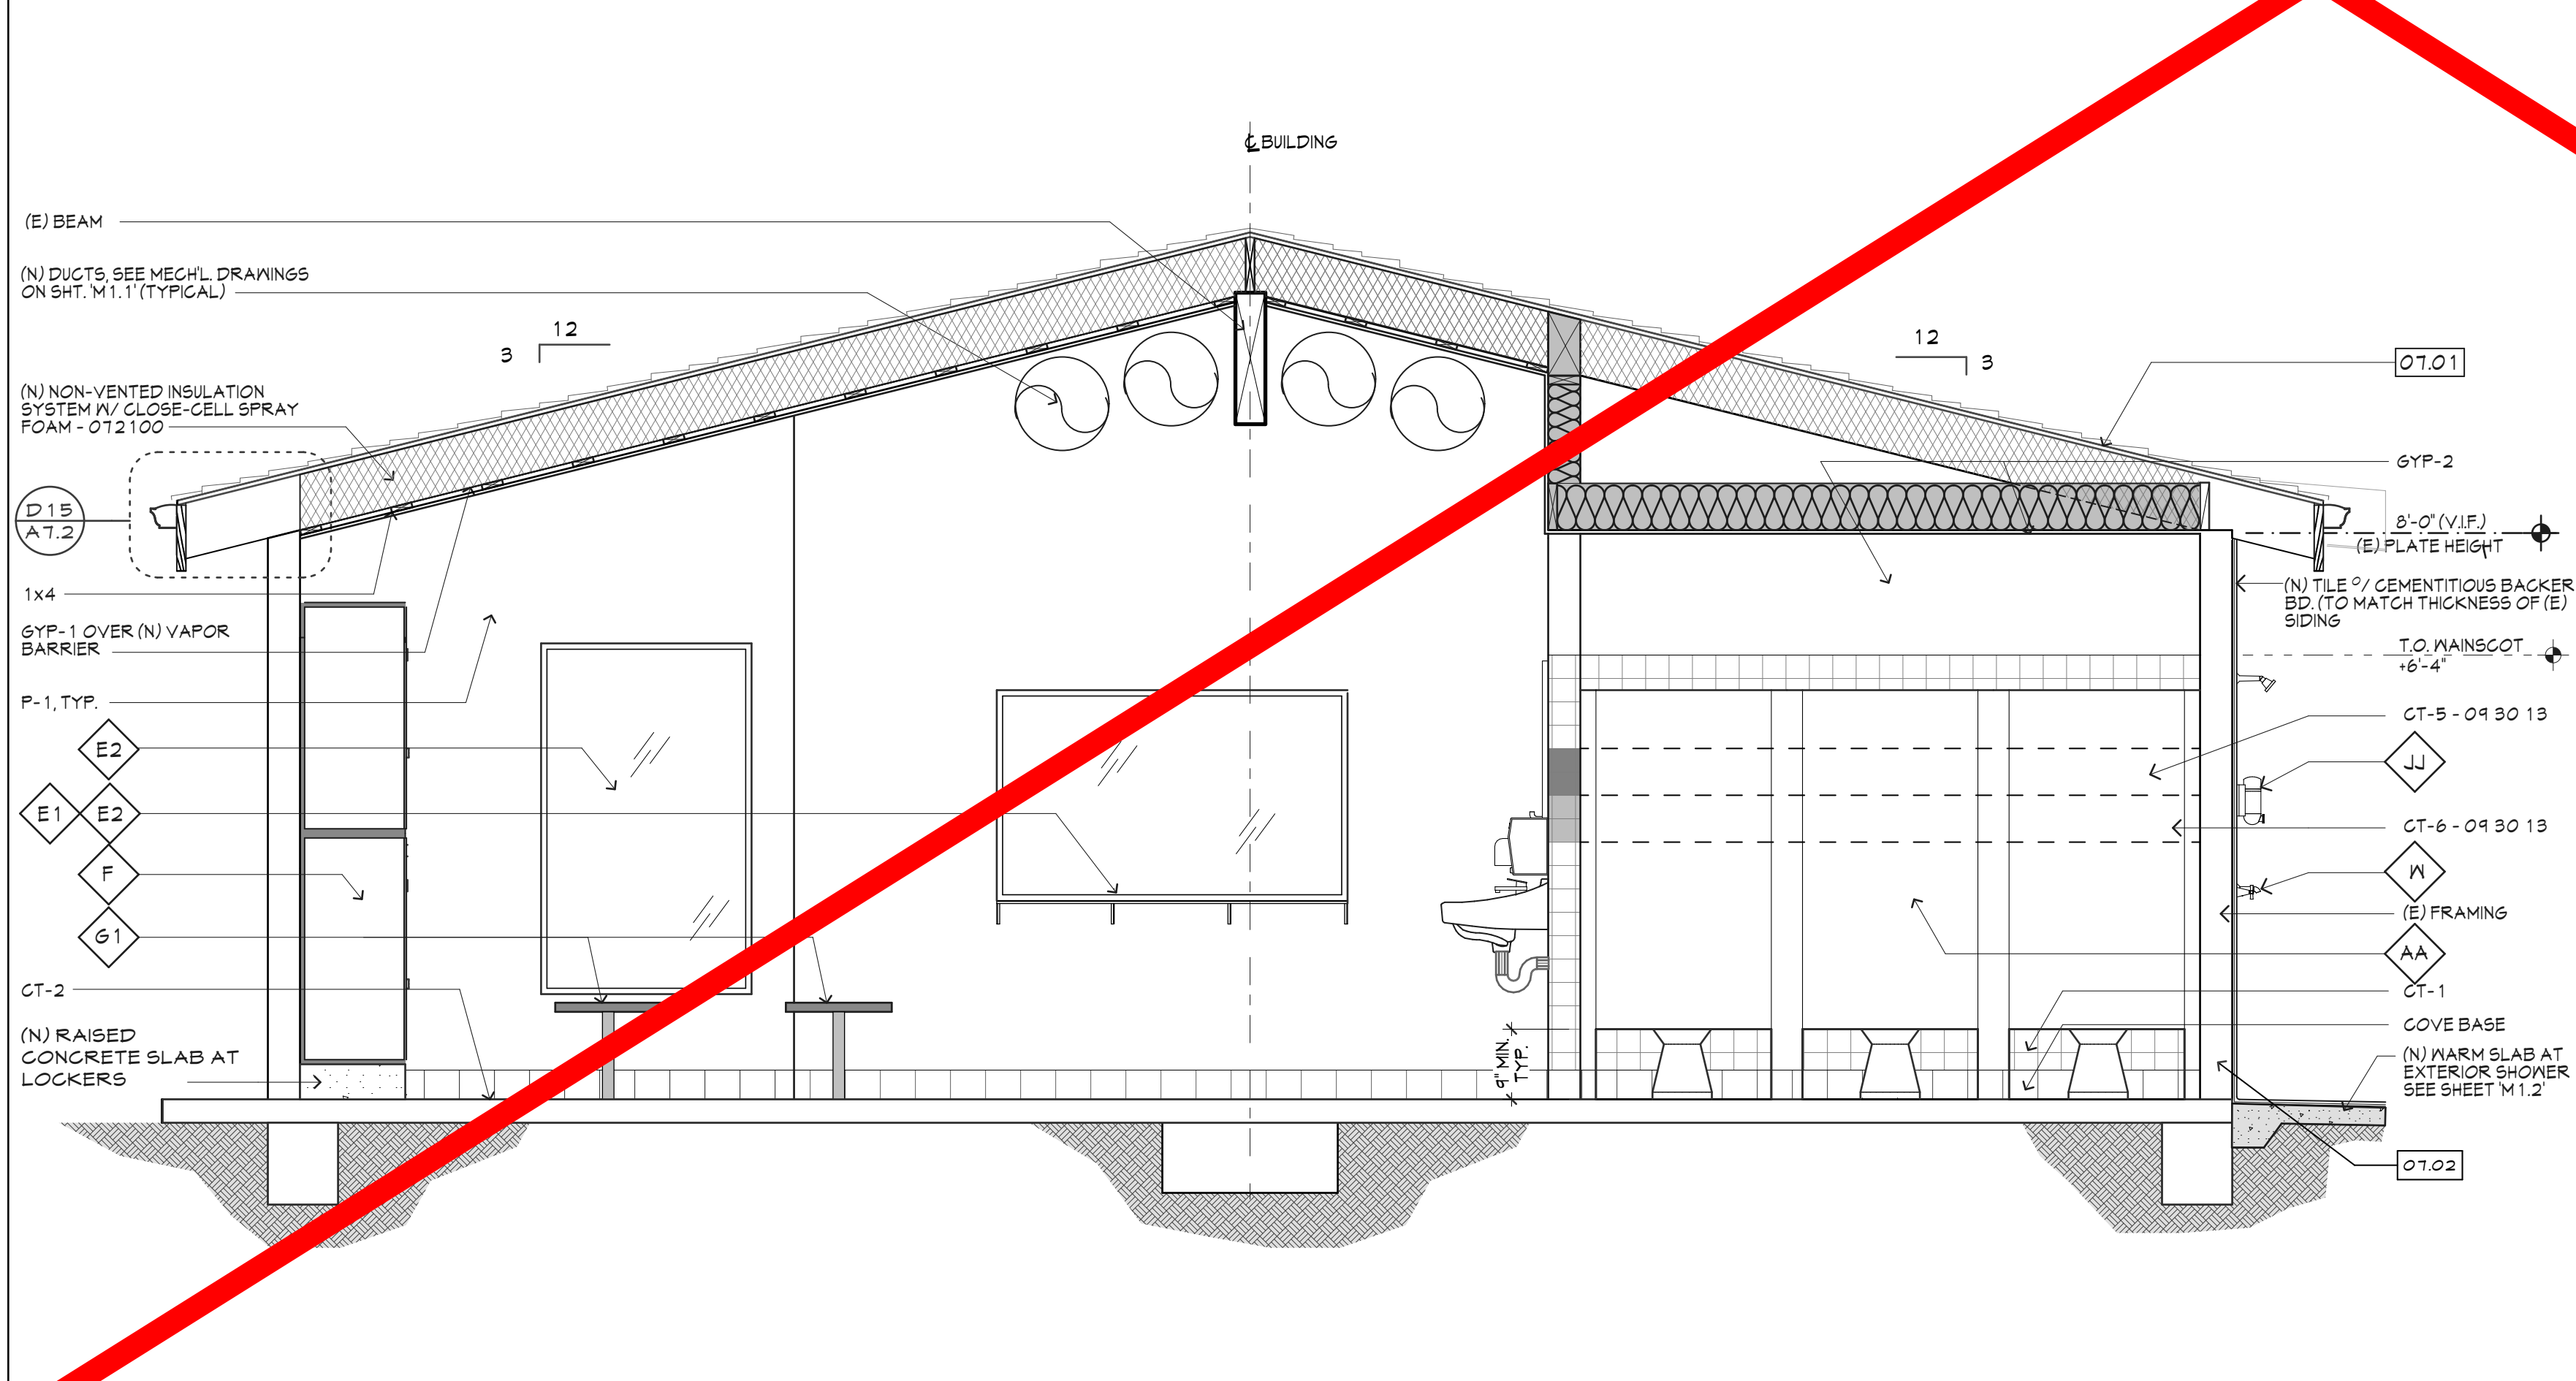 ℄ BUILDING
(E) BEAM
(N) DUCTS, SEE MECH'L. DRAWINGS
ON SHT. 'M1.1' (TYPICAL)
12
3
(N) NON-VENTED INSULATION
SYSTEM W/ CLOSE-CELL SPRAY
FOAM - 072100
D15
A7.2
1x4
GYP-1 OVER (N) VAPOR
BARRIER
P-1, TYP.
E2
E1 E2
F
G1
CT-2
(N) RAISED
CONCRETE SLAB AT
LOCKERS
9" MIN.
TYP.
12
3
07.01
GYP-2
8'-0" (V.I.F.)
(E) PLATE HEIGHT
(N) TILE O/ CEMENTITIOUS BACKER
BD. (TO MATCH THICKNESS OF (E)
SIDING
T.O. WAINSCOT
+6'-4"
CT-5 - 09 30 13
JJ
CT-6 - 09 30 13
W
(E) FRAMING
AA
CT-1
COVE BASE
(N) WARM SLAB AT
EXTERIOR SHOWER
SEE SHEET 'M1.2'
07.02